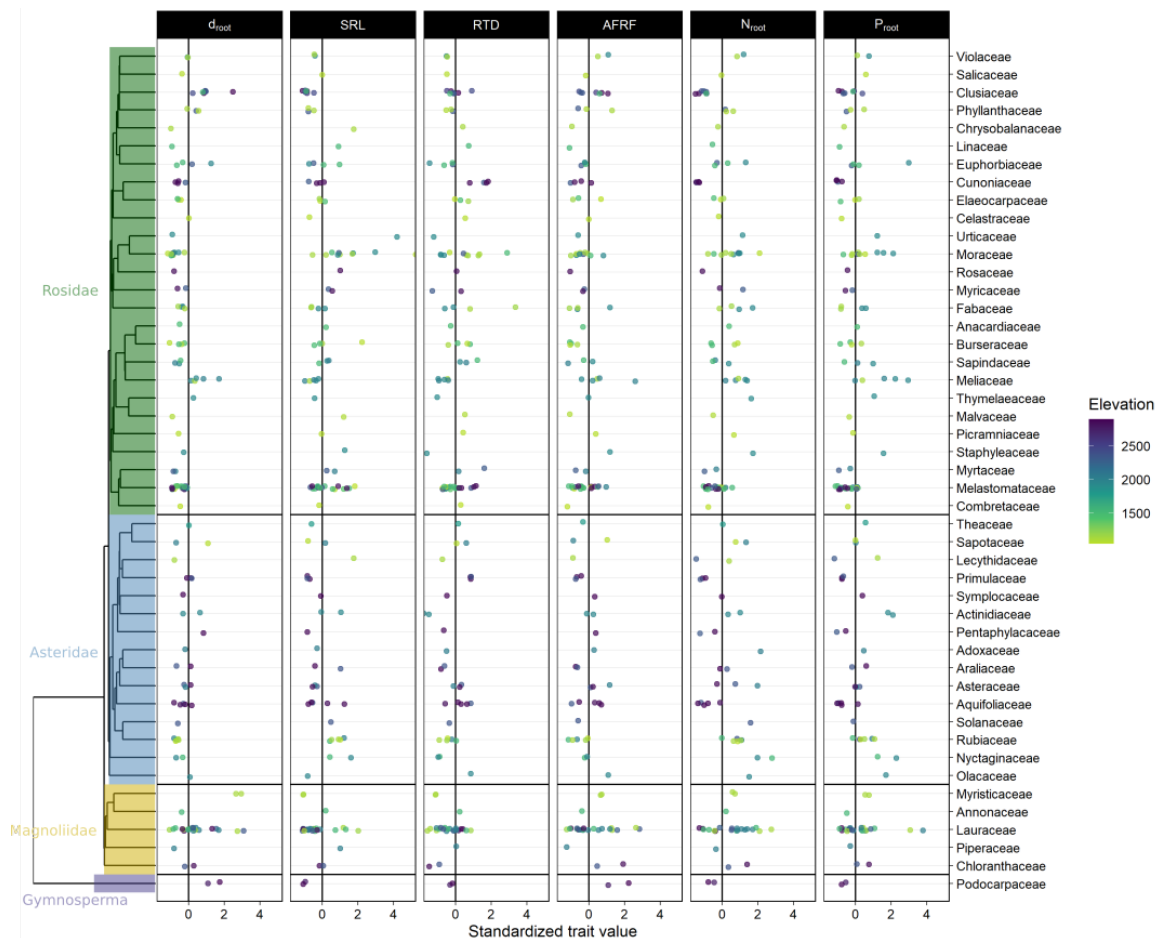 d_root SRL RTD AFRF N_root P_root
Violaceae
Salicaceae
Clusiaceae
Phyllanthaceae
Chrysobalanaceae
Linaceae
Euphorbiaceae
Cunoniaceae
Elaeocarpaceae
Celastraceae
Urticaceae
Moraceae
Rosaceae
Myricaceae
Fabaceae
Anacardiaceae
Burseraceae
Sapindaceae
Meliaceae
Thymelaeaceae
Malvaceae
Picramniaceae
Staphyleaceae
Myrtaceae
Melastomataceae
Combretaceae
Theaceae
Sapotaceae
Lecythidaceae
Primulaceae
Symplocaceae
Actinidiaceae
Pentaphylacaceae
Adoxaceae
Araliaceae
Asteraceae
Aquifoliaceae
Solanaceae
Rubiaceae
Nyctaginaceae
Olacaceae
Myristicaceae
Annonaceae
Lauraceae
Piperaceae
Chloranthaceae
Podocarpaceae
Rosidae
Asteridae
Magnoliidae
Gymnosperma
Elevation
2500
2000
1500
0 2 4 0 2 4 0 2 4 0 2 4 0 2 4 0 2 4
Standardized trait value